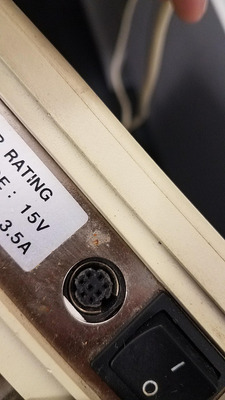 RATING
: 15V
3.5A
| O